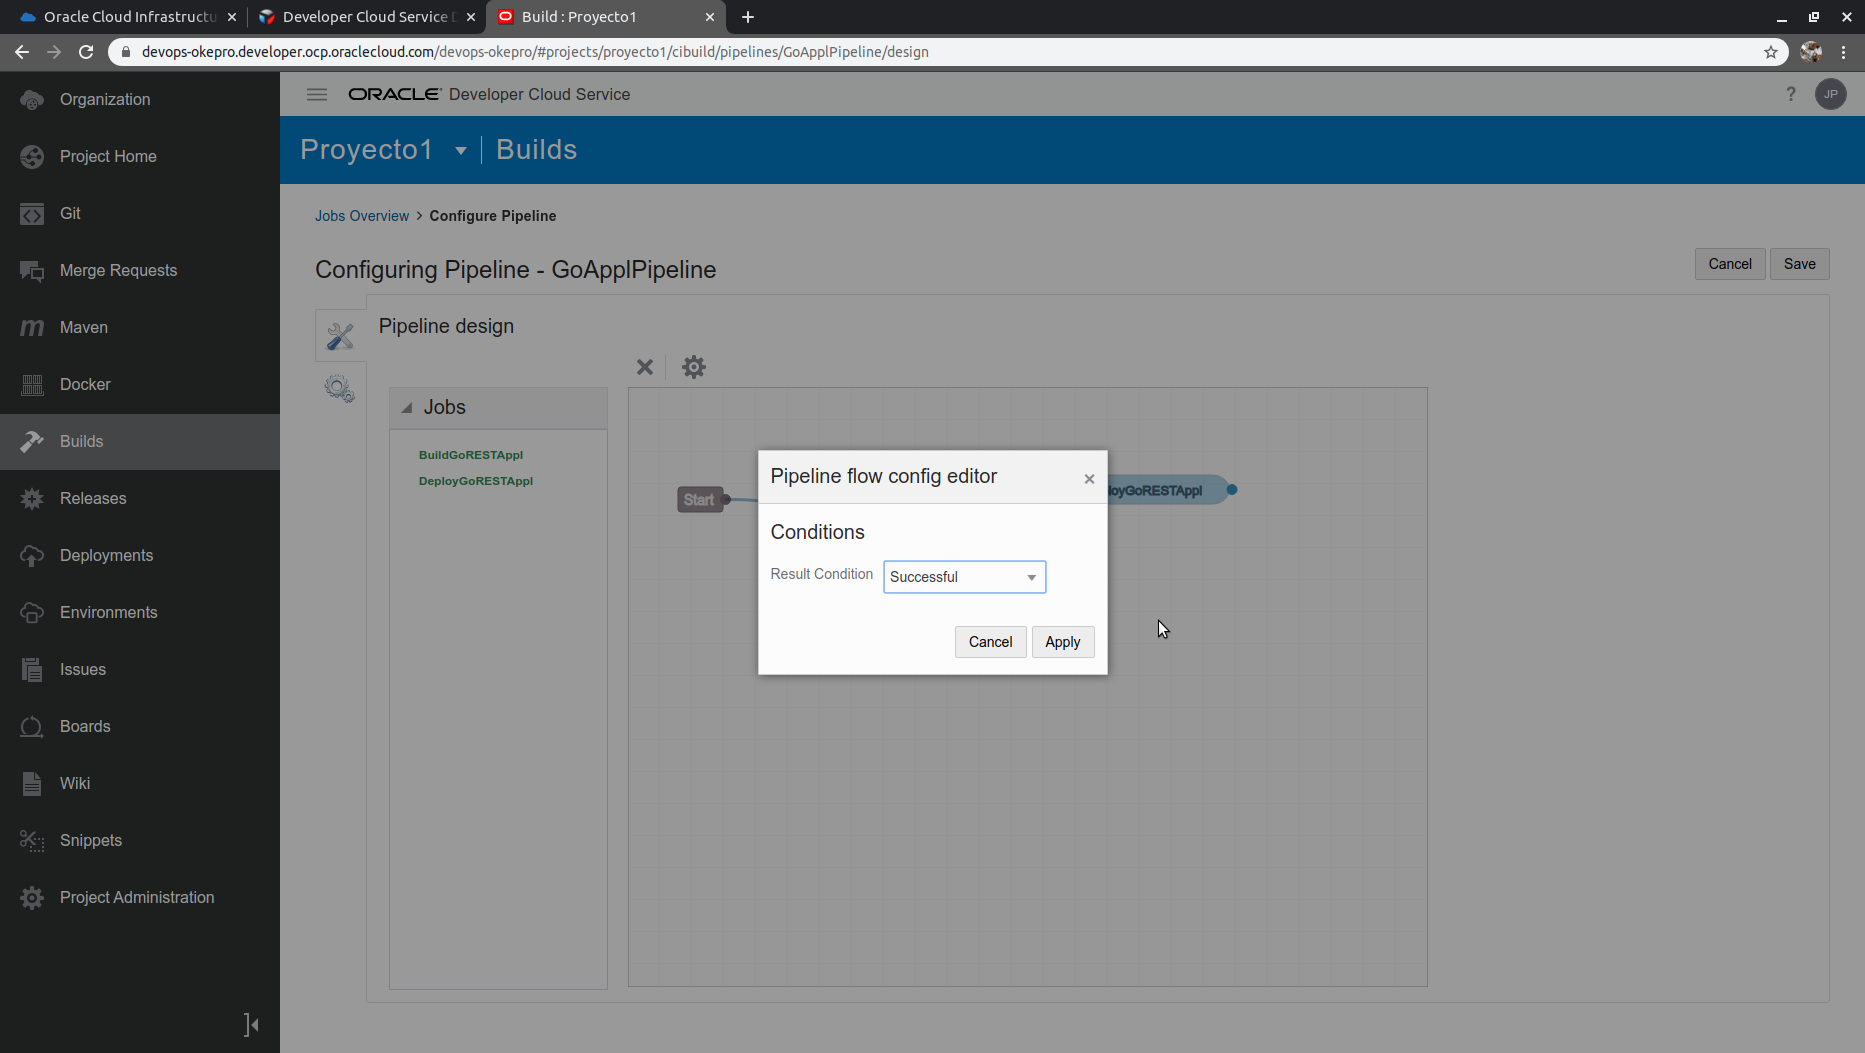 Oracle Cloud Infrastructu
Developer Cloud Service D
Build : Proyecto1
devops-okepro.developer.ocp.oraclecloud.com/devops-okepro/#projects/proyecto1/cibuild/pipelines/GoApplPipeline/design
Organization
Project Home
Git
Merge Requests
Maven
Docker
Builds
Releases
Deployments
Environments
Issues
Boards
Wiki
Snippets
Project Administration
ORACLE Developer Cloud Service
? JP
Proyecto1 Builds
Jobs Overview > Configure Pipeline
Configuring Pipeline - GoApplPipeline
Cancel Save
Pipeline design
Jobs
BuildGoRESTAppl
DeployGoRESTAppl
Start
loyGoRESTAppl
Pipeline flow config editor
×
Conditions
Result Condition Successful
Cancel Apply